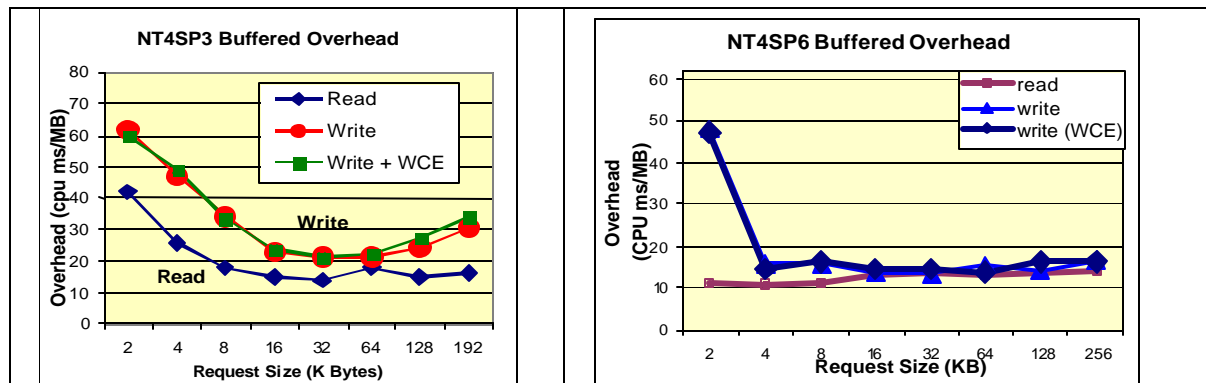 NT4SP3 Buffered Overhead
80
70
60
50
40
30
20
10
0
Overhead (cpu ms/MB)
Read
Write
Write + WCE
Write
Read
2 4 8 16 32 64 128 192
Request Size (K Bytes)
NT4SP6 Buffered Overhead
60
50
40
30
20
10
0
Overhead
(CPU ms/MB)
read
write
write (WCE)
2 4 8 16 32 64 128 256
Request Size (KB)